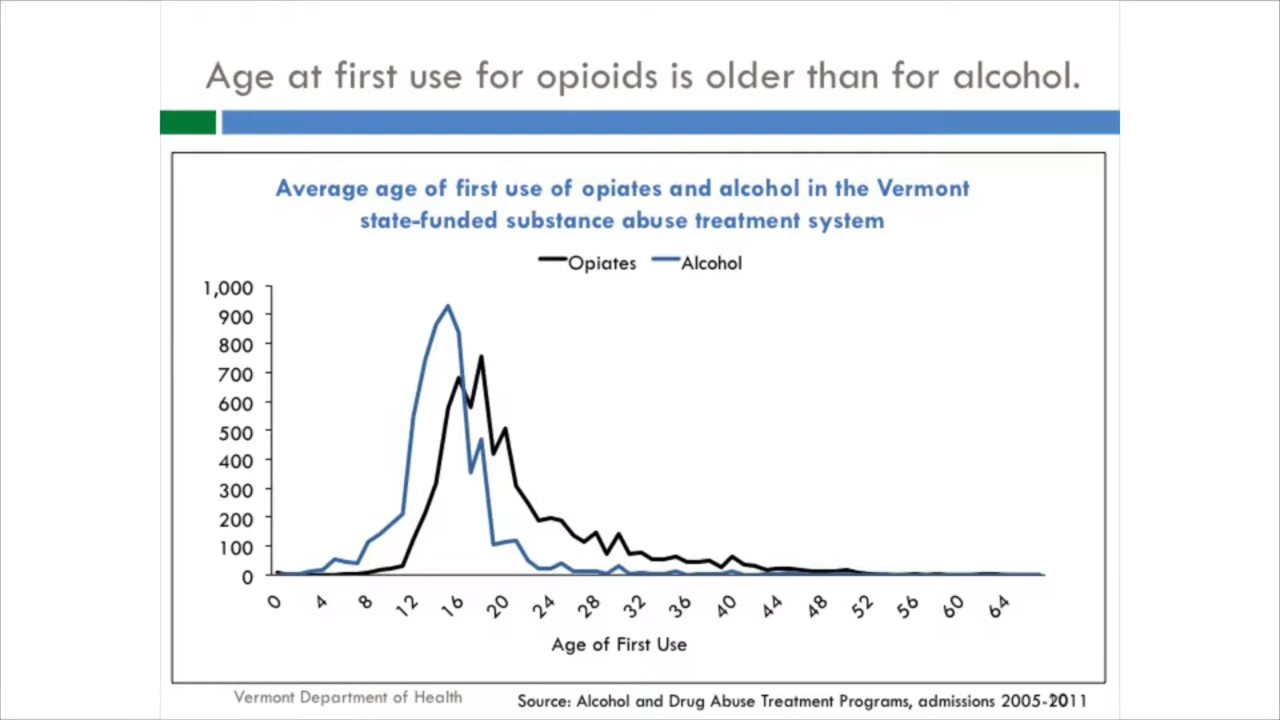 Age at first use for opioids is older than for alcohol.
Average age of first use of opiates and alcohol in the Vermont
state-funded substance abuse treatment system
Opiates Alcohol
1,000
900
800
700
600
500
400
300
200
100
0
0 4 8 12 16 20 24 28 32 36 40 44 48 52 56 60 64
Age of First Use
Vermont Department of Health
Source: Alcohol and Drug Abuse Treatment Programs, admissions 2005-2011